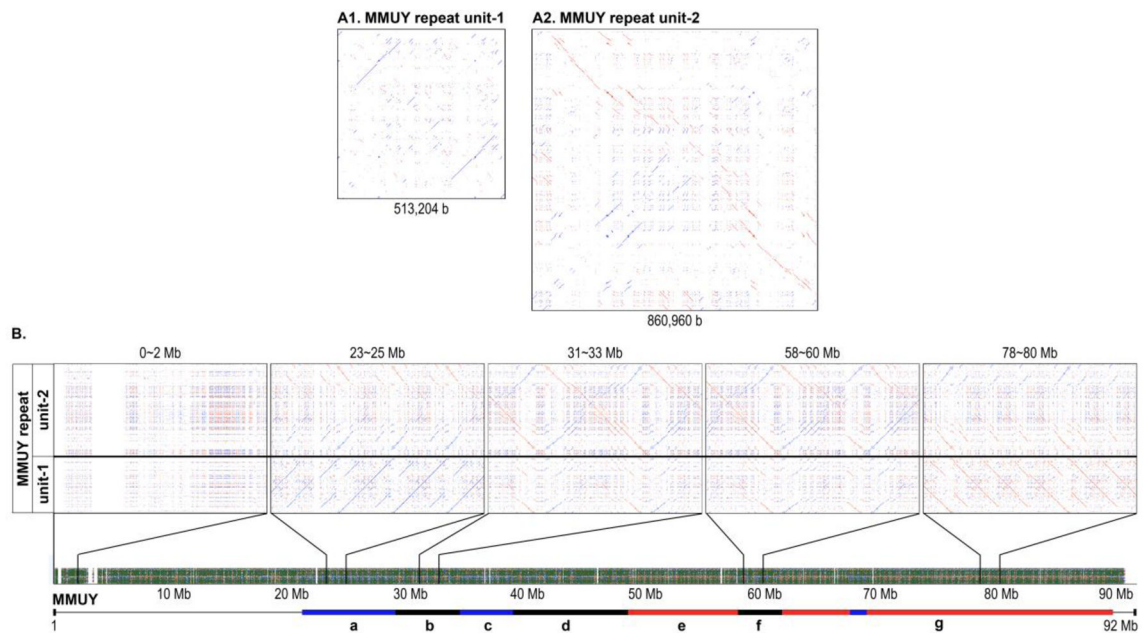 A1. MMUY repeat unit-1 A2. MMUY repeat unit-2
513,204 b
860,960 b
B.
0~2 Mb 23~25 Mb 31~33 Mb 58~60 Mb 78~80 Mb
MMUY repeat
unit-2
unit-1
10 Mb 20 Mb 30 Mb 40 Mb 50 Mb 60 Mb 70 Mb 80 Mb 90 Mb
MMUY
1 a b c d e f g 92 Mb